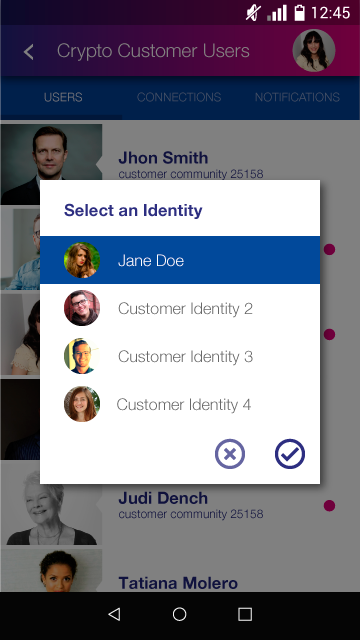 12:45
Crypto Customer Users
USERS
CONNECTIONS
NOTIFICATIONS
Jhon Smith
customer community 25158
Select an Identity
Jane Doe
Customer Identity 2
Customer Identity 3
Customer Identity 4
Judi Dench
customer community 25158
Tatiana Molero